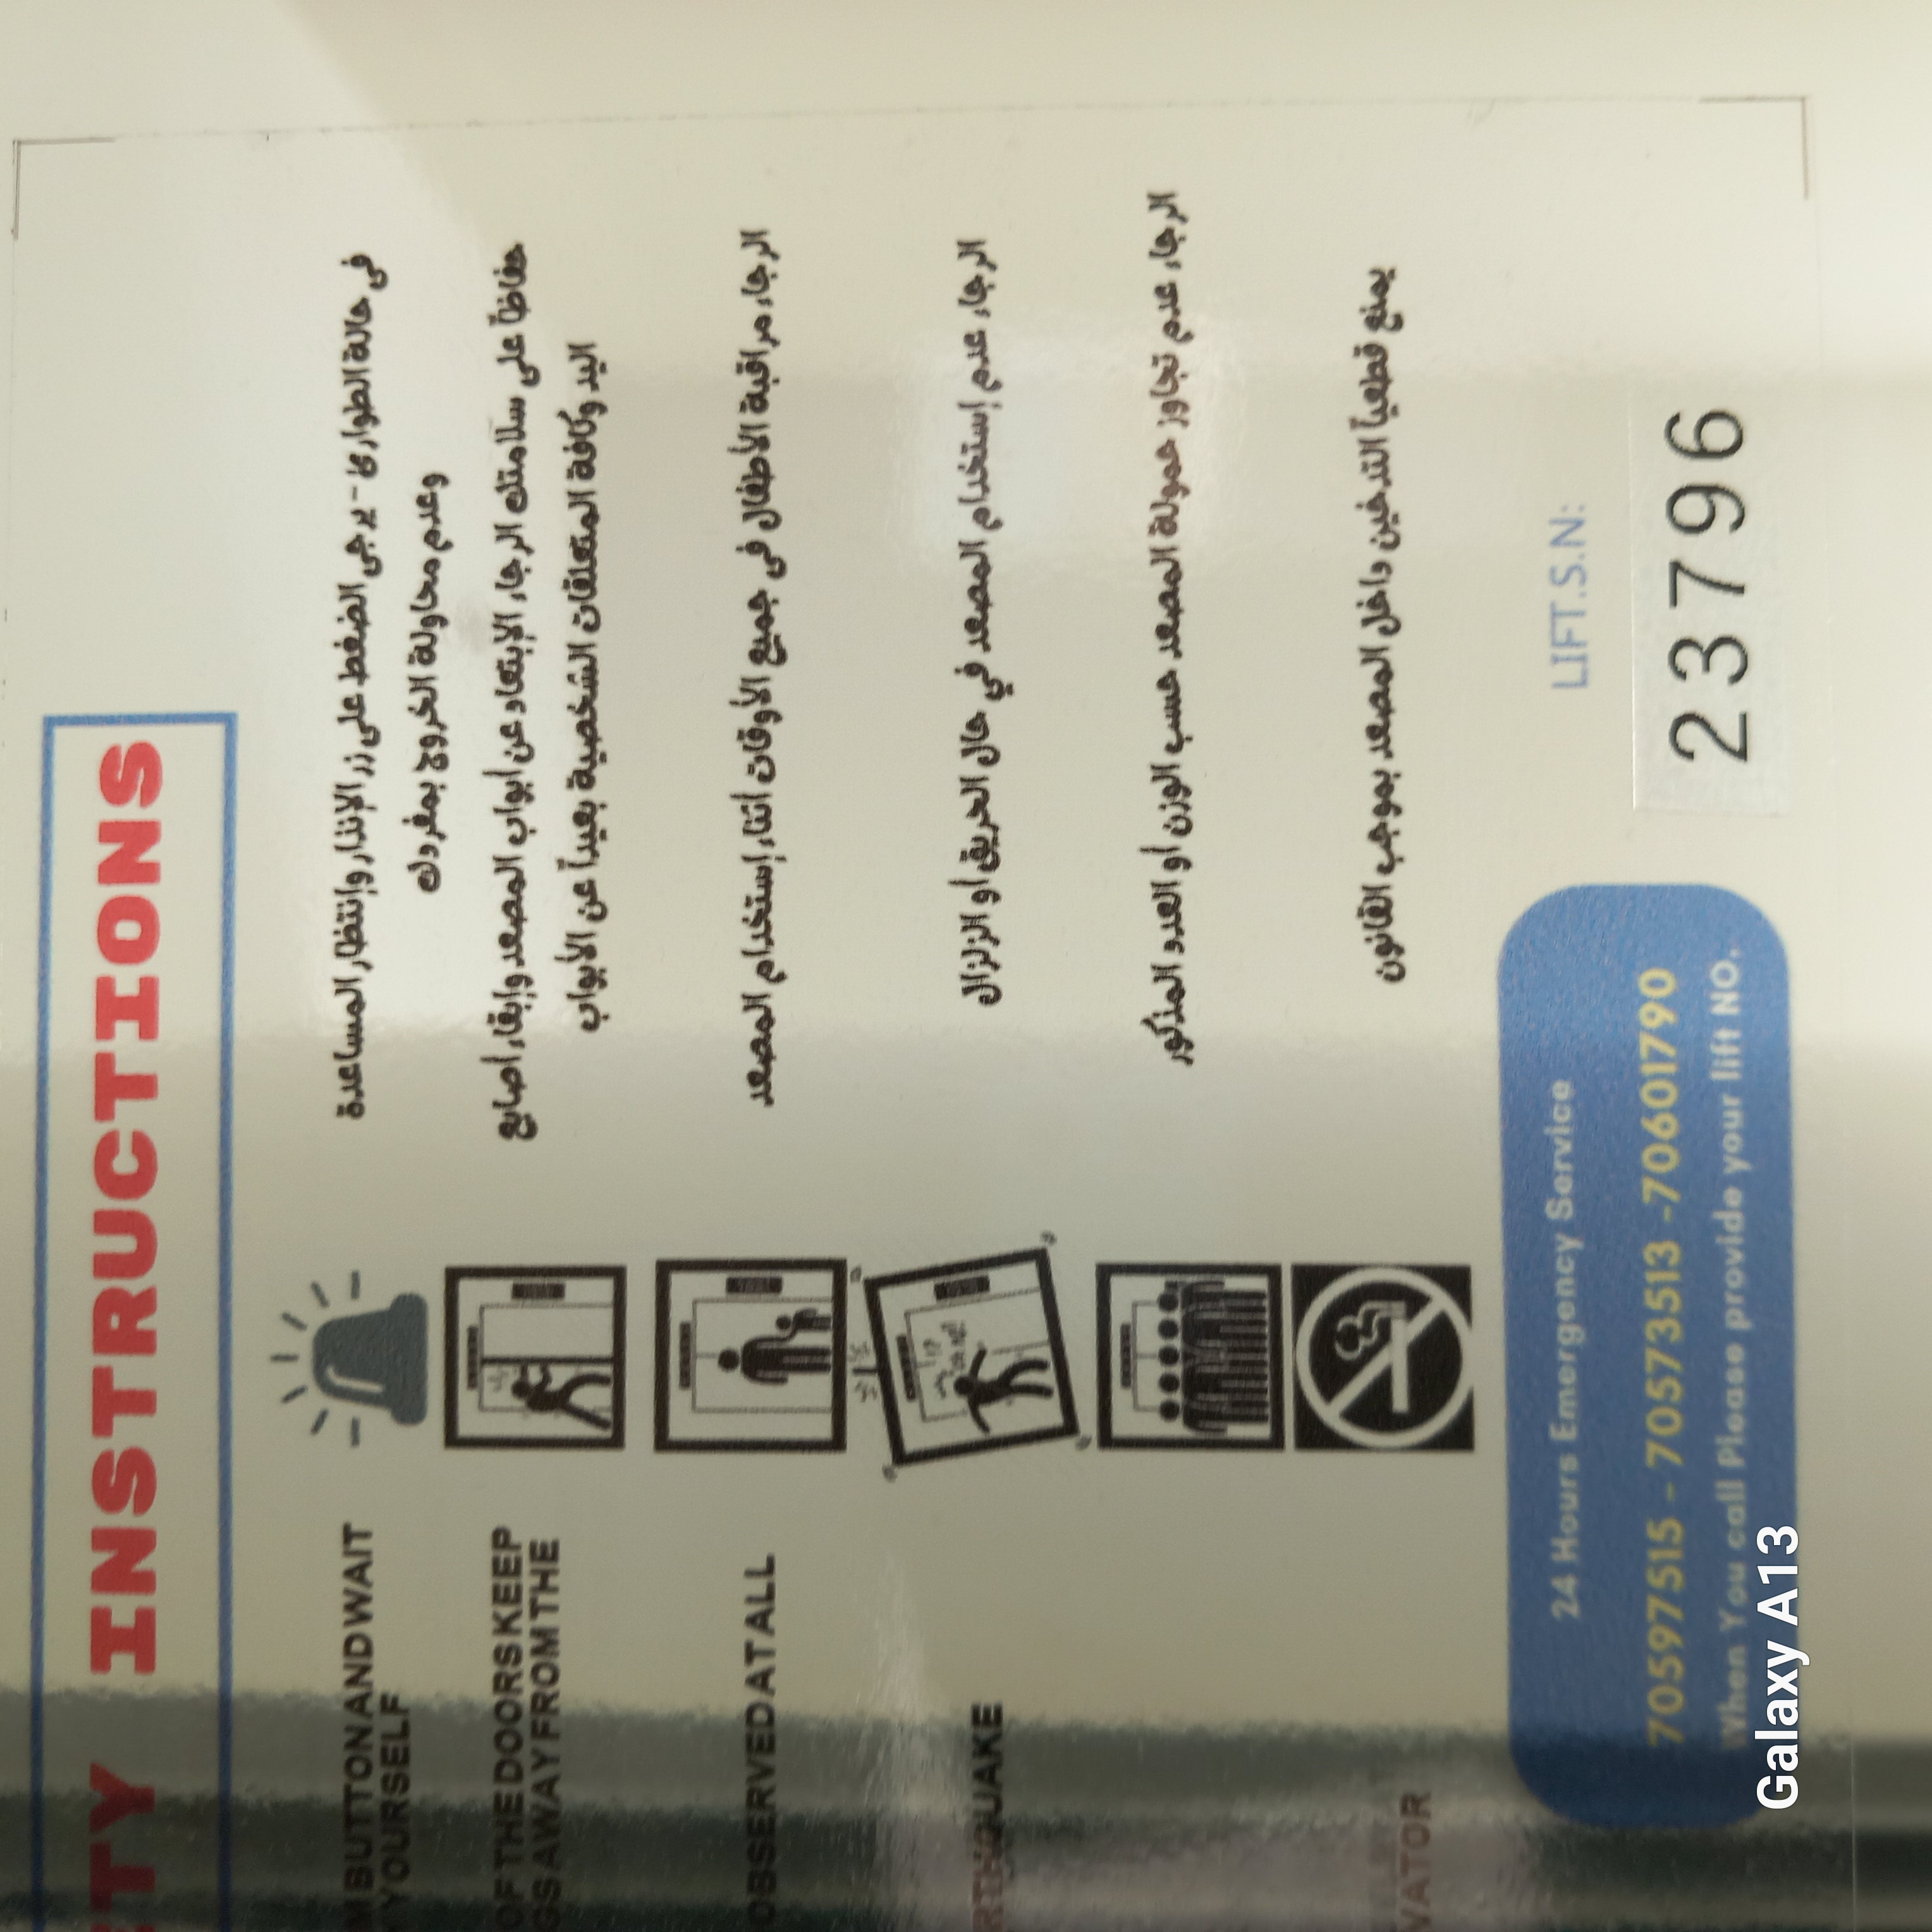 TY INSTRUCTIONS
M BUTTON AND WAIT
YOURSELF
في حالة الطوارئ - يرجى الضغط على زر الإنذار وإنتظار المساعدة
وعدم محاولة الخروج بمفردك
OF THE DOORS KEEP
GS AWAY FROM THE
حفاظاً على سلامتك الرجاء الإبتعاد عن أبواب المصعد وإبقاء اصابع
اليد وكافة المتعلقات الشخصية بعيداً عن الأبواب
OBSERVED AT ALL
الرجاء مراقبة الأطفال في جميع الأوقات أثناء إستخدام المصعد
RTHQUAKE
الرجاء عدم إستخدام المصعد في حال الحريق او الزلزال
الرجاء عدم تجاوز حمولة المصعد حسب الوزن أو العدد المذكور
VATOR
يمنع قطعياً التدخين داخل المصعد بموجب القانون
24 Hours Emergency Service
70597515 - 70573513 -70601790
When You call Please provide your lift NO.
LIFT.S.N:
23796
Galaxy A13